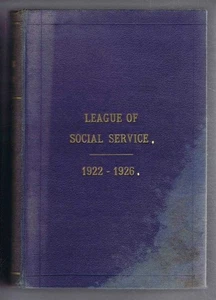 LEAGUE OF
SOCIAL SERVICE.
1922 - 1926.